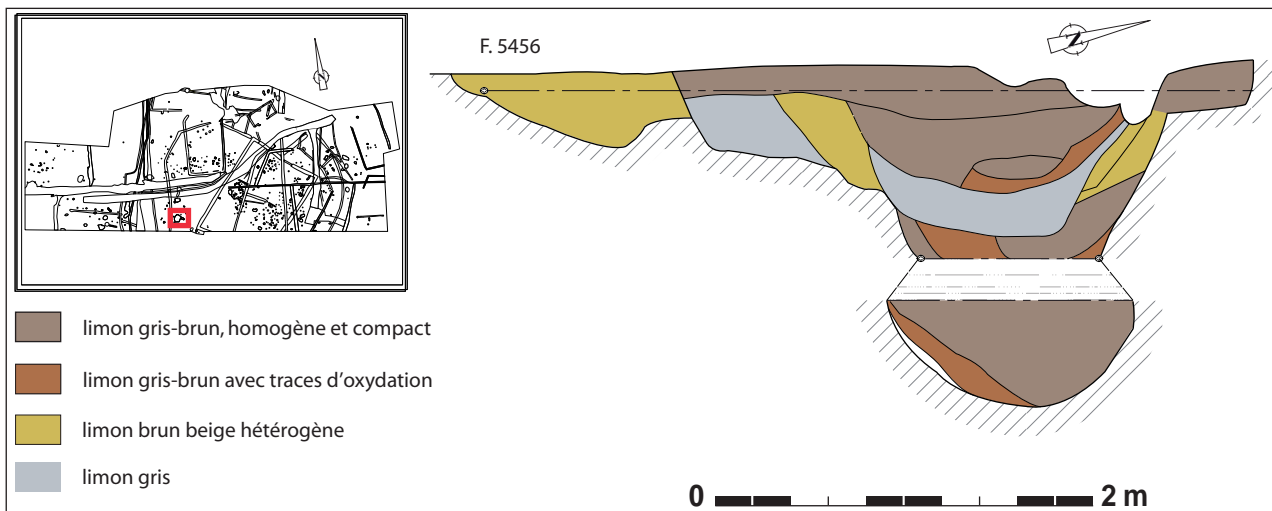 N
F. 5456
N
limon gris-brun, homogène et compact
limon gris-brun avec traces d'oxydation
limon brun beige hétérogène
limon gris
0 2 m